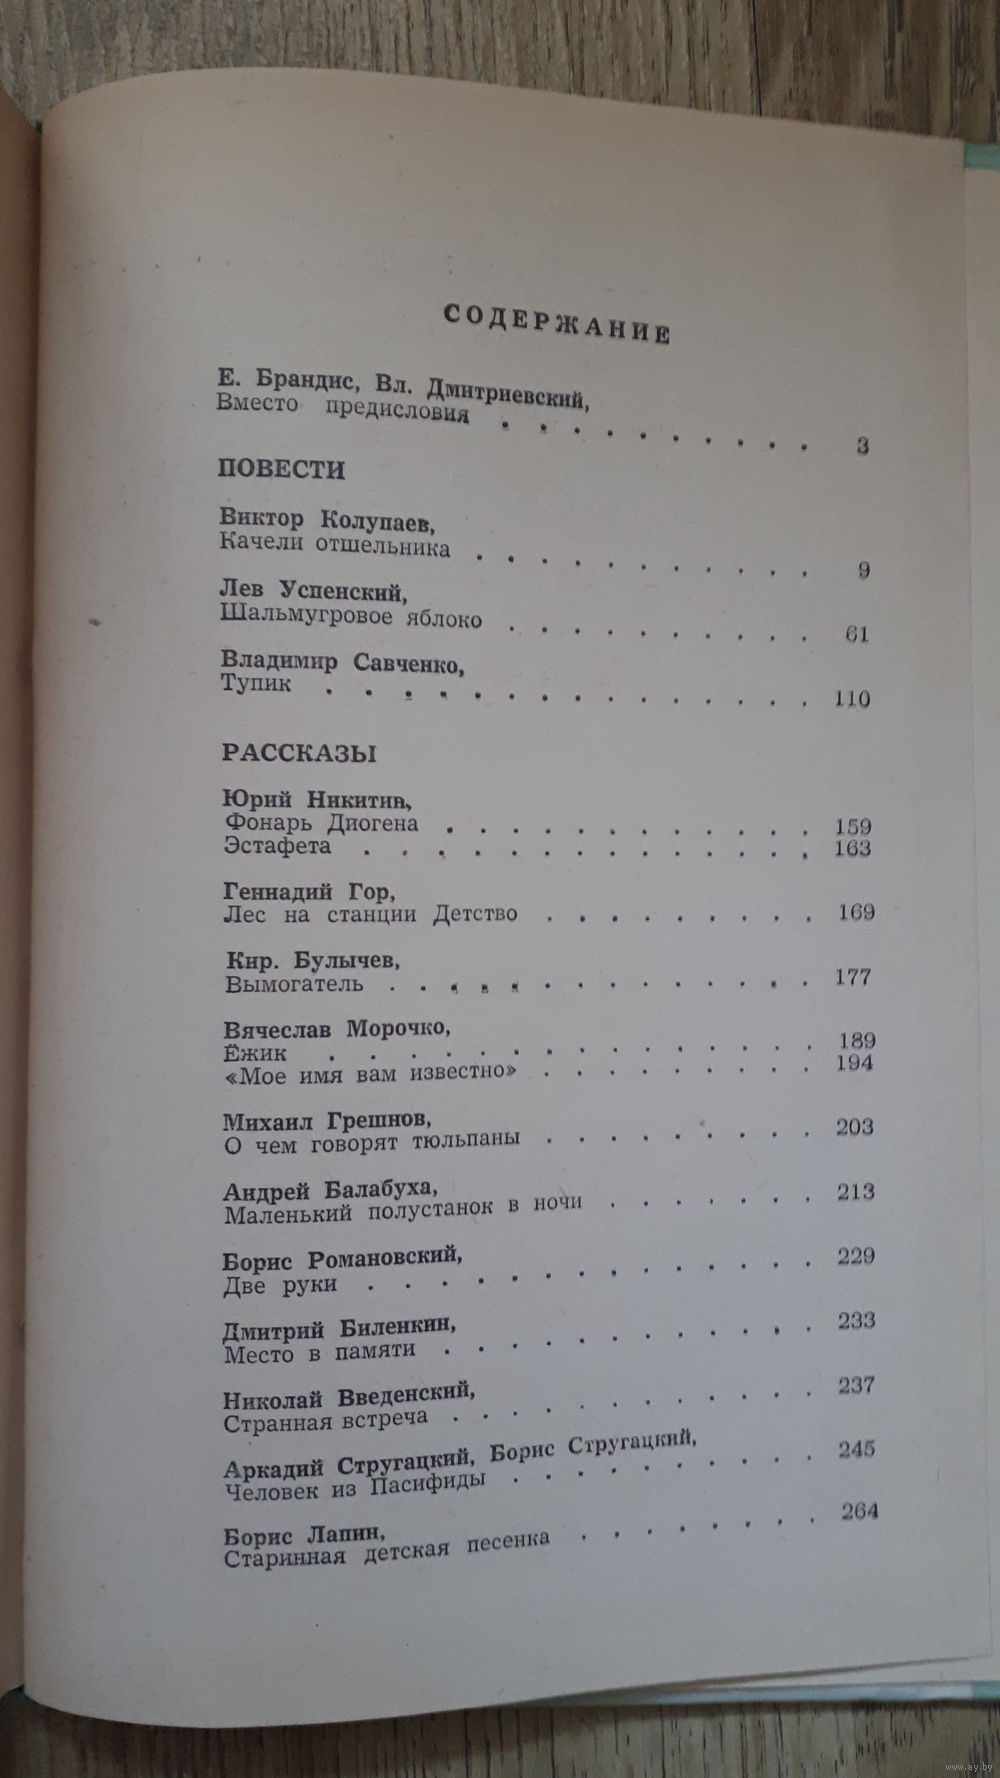 СОДЕРЖАНИЕ
Е. Брандис, Вл. Дмитриевский,
Вместо предисловия . . . . . . . . . . 3
ПОВЕСТИ
Виктор Колупаев,
Качели отшельника . . . . . . . . . . . 9
Лев Успенский,
Шальмугровое яблоко . . . . . . . . . . 61
Владимир Савченко,
Тупик . . . . . . . . . . . . . . . 110
РАССКАЗЫ
Юрий Никитин,
Фонарь Диогена . . . . . . . . . . . . 159
Эстафета . . . . . . . . . . . . . . 163
Геннадий Гор,
Лес на станции Детство . . . . . . . . . 169
Кир. Булычев,
Вымогатель . . . . . . . . . . . . . . 177
Вячеслав Морочко,
Ёжик . . . . . . . . . . . . . . . 189
«Мое имя вам известно» . . . . . . . . . 194
Михаил Грешнов,
О чем говорят тюльпаны . . . . . . . . . 203
Андрей Балабуха,
Маленький полустанок в ночи . . . . . . . 213
Борис Романовский,
Две руки . . . . . . . . . . . . . . 229
Дмитрий Биленкин,
Место в памяти . . . . . . . . . . . . 233
Николай Введенский,
Странная встреча . . . . . . . . . . . . 237
Аркадий Стругацкий, Борис Стругацкий,
Человек из Пасифиды . . . . . . . . . . 245
Борис Лапин,
Старинная детская песенка . . . . . . . . 264
www.ay.by